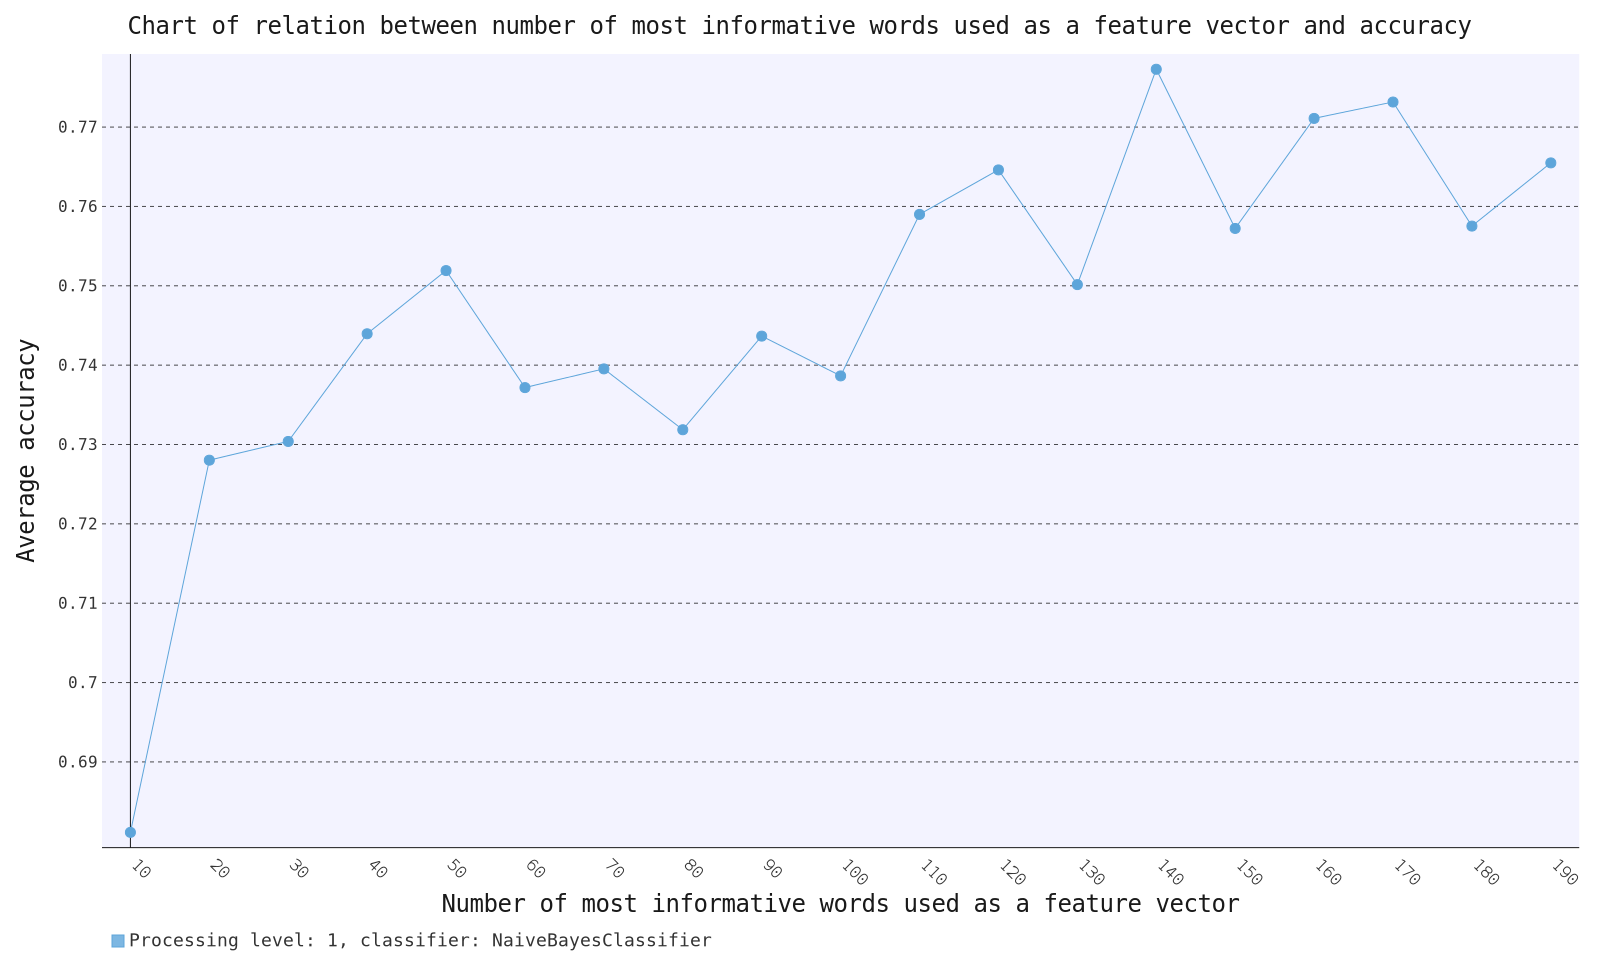 Chart of relation between number of most informative words used as a feature vector and accuracy
Average accuracy
0.77
0.76
0.75
0.74
0.73
0.72
0.71
0.7
0.69
10 20 30 40 50 60 70 80 90 100 110 120 130 140 150 160 170 180 190
Number of most informative words used as a feature vector
Processing level: 1, classifier: NaiveBayesClassifier